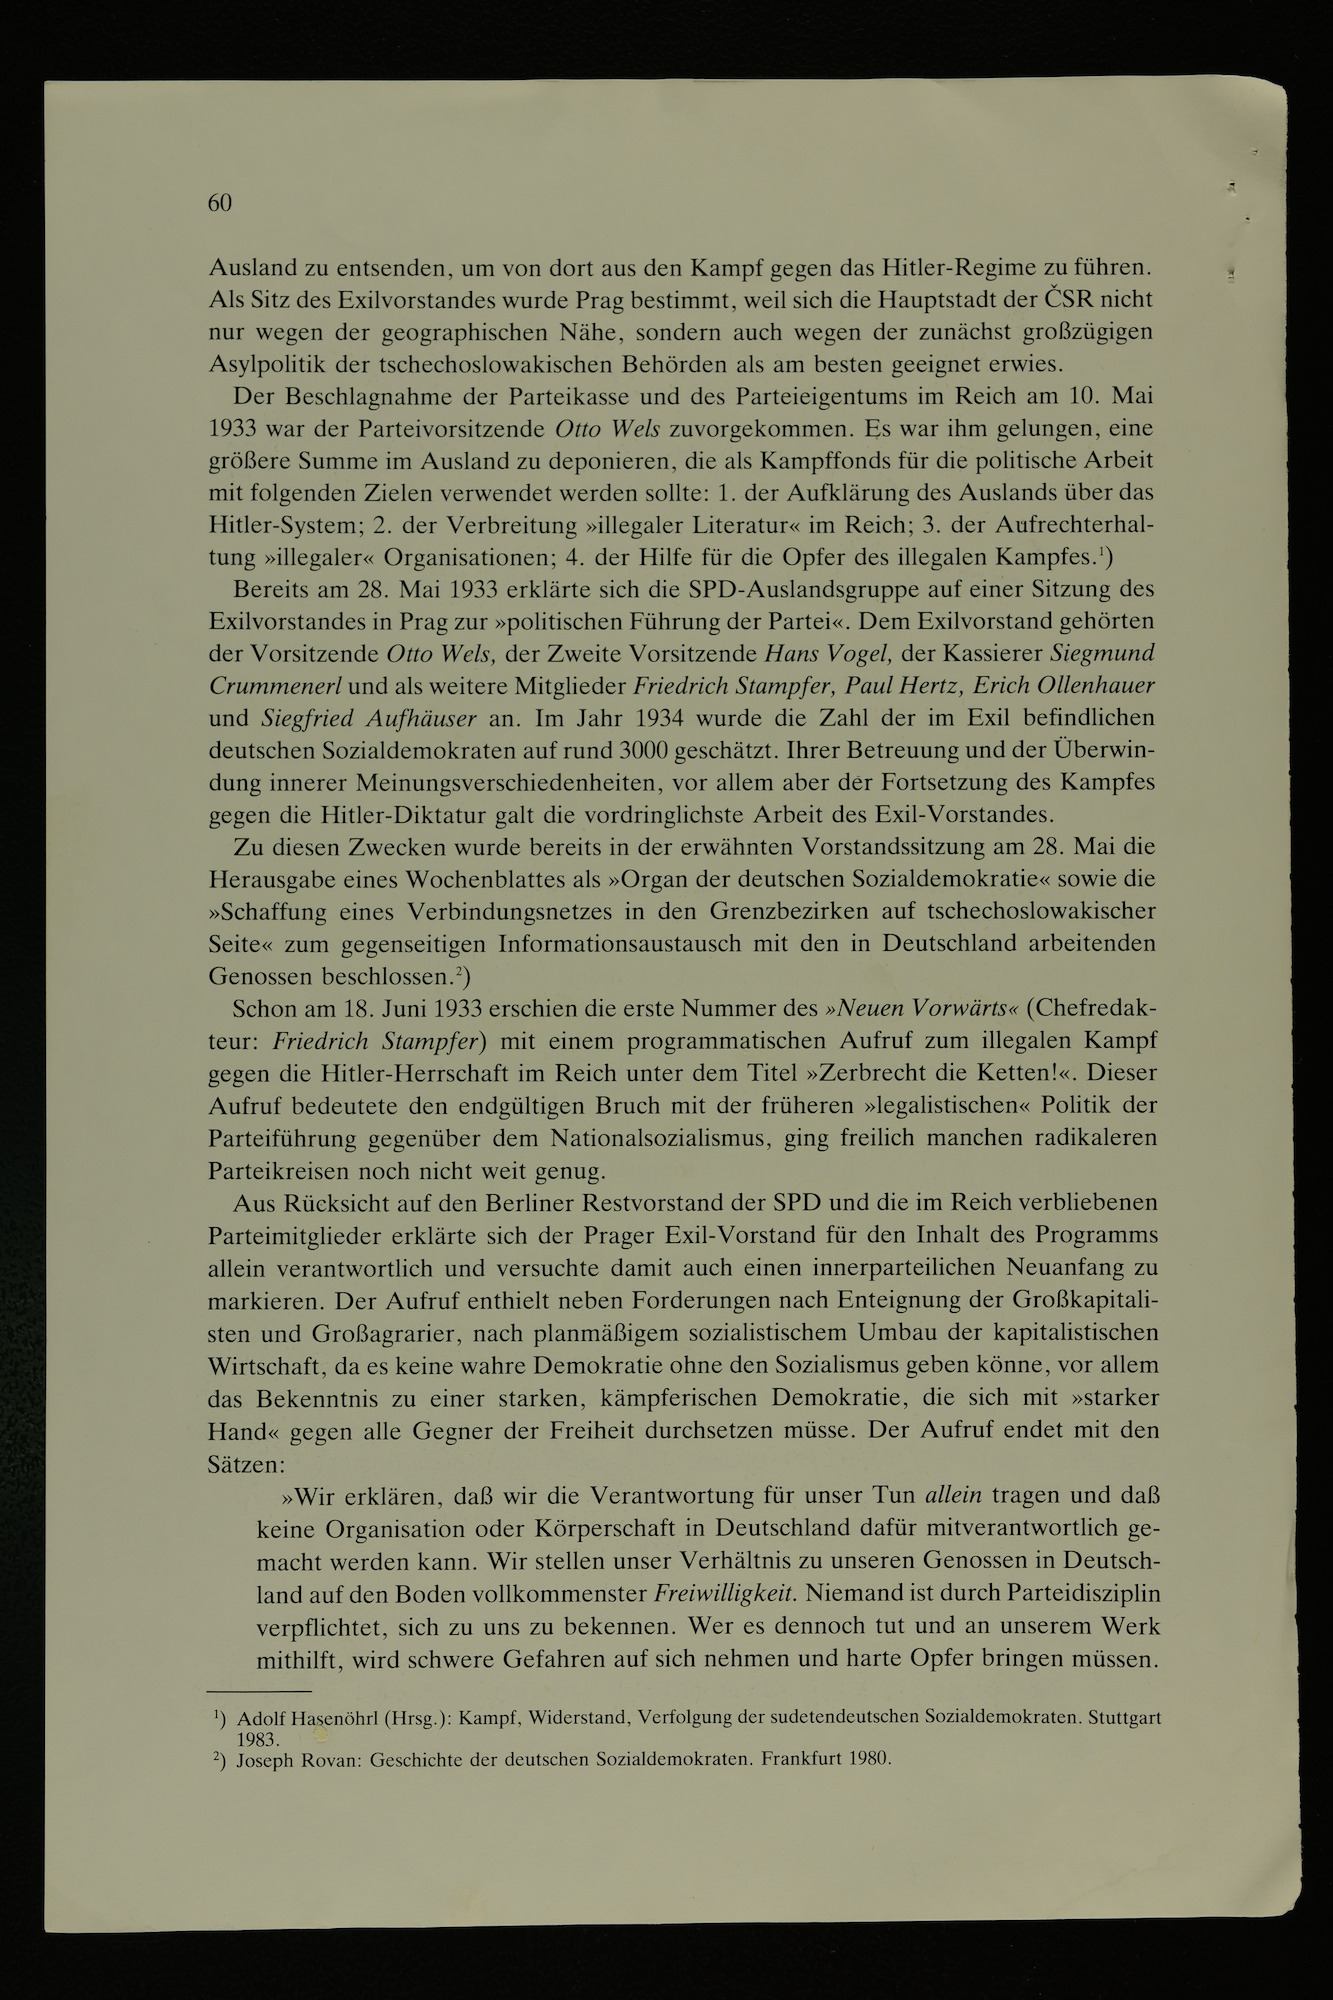 60
Ausland zu entsenden, um von dort aus den Kampf gegen das Hitler-Regime zu führen.
Als Sitz des Exilvorstandes wurde Prag bestimmt, weil sich die Hauptstadt der ČSR nicht
nur wegen der geographischen Nähe, sondern auch wegen der zunächst großzügigen
Asylpolitik der tschechoslowakischen Behörden als am besten geeignet erwies.
Der Beschlagnahme der Parteikasse und des Parteieigentums im Reich am 10. Mai
1933 war der Parteivorsitzende Otto Wels zuvorgekommen. Es war ihm gelungen, eine
größere Summe im Ausland zu deponieren, die als Kampffonds für die politische Arbeit
mit folgenden Zielen verwendet werden sollte: 1. der Aufklärung des Auslands über das
Hitler-System; 2. der Verbreitung »illegaler Literatur« im Reich; 3. der Aufrechterhal-
tung »illegaler« Organisationen; 4. der Hilfe für die Opfer des illegalen Kampfes.¹)
Bereits am 28. Mai 1933 erklärte sich die SPD-Auslandsgruppe auf einer Sitzung des
Exilvorstandes in Prag zur »politischen Führung der Partei«. Dem Exilvorstand gehörten
der Vorsitzende Otto Wels, der Zweite Vorsitzende Hans Vogel, der Kassierer Siegmund
Crummenerl und als weitere Mitglieder Friedrich Stampfer, Paul Hertz, Erich Ollenhauer
und Siegfried Aufhäuser an. Im Jahr 1934 wurde die Zahl der im Exil befindlichen
deutschen Sozialdemokraten auf rund 3000 geschätzt. Ihrer Betreuung und der Überwin-
dung innerer Meinungsverschiedenheiten, vor allem aber der Fortsetzung des Kampfes
gegen die Hitler-Diktatur galt die vordringlichste Arbeit des Exil-Vorstandes.
Zu diesen Zwecken wurde bereits in der erwähnten Vorstandssitzung am 28. Mai die
Herausgabe eines Wochenblattes als »Organ der deutschen Sozialdemokratie« sowie die
»Schaffung eines Verbindungsnetzes in den Grenzbezirken auf tschechoslowakischer
Seite« zum gegenseitigen Informationsaustausch mit den in Deutschland arbeitenden
Genossen beschlossen.²)
Schon am 18. Juni 1933 erschien die erste Nummer des »Neuen Vorwärts« (Chefredak-
teur: Friedrich Stampfer) mit einem programmatischen Aufruf zum illegalen Kampf
gegen die Hitler-Herrschaft im Reich unter dem Titel »Zerbrecht die Ketten!«. Dieser
Aufruf bedeutete den endgültigen Bruch mit der früheren »legalistischen« Politik der
Parteiführung gegenüber dem Nationalsozialismus, ging freilich manchen radikaleren
Parteikreisen noch nicht weit genug.
Aus Rücksicht auf den Berliner Restvorstand der SPD und die im Reich verbliebenen
Parteimitglieder erklärte sich der Prager Exil-Vorstand für den Inhalt des Programms
allein verantwortlich und versuchte damit auch einen innerparteilichen Neuanfang zu
markieren. Der Aufruf enthielt neben Forderungen nach Enteignung der Großkapitali-
sten und Großagrarier, nach planmäßigem sozialistischem Umbau der kapitalistischen
Wirtschaft, da es keine wahre Demokratie ohne den Sozialismus geben könne, vor allem
das Bekenntnis zu einer starken, kämpferischen Demokratie, die sich mit »starker
Hand« gegen alle Gegner der Freiheit durchsetzen müsse. Der Aufruf endet mit den
Sätzen:
»Wir erklären, daß wir die Verantwortung für unser Tun allein tragen und daß
keine Organisation oder Körperschaft in Deutschland dafür mitverantwortlich ge-
macht werden kann. Wir stellen unser Verhältnis zu unseren Genossen in Deutsch-
land auf den Boden vollkommenster Freiwilligkeit. Niemand ist durch Parteidisziplin
verpflichtet, sich zu uns zu bekennen. Wer es dennoch tut und an unserem Werk
mithilft, wird schwere Gefahren auf sich nehmen und harte Opfer bringen müssen.
¹) Adolf Hasenöhrl (Hrsg.): Kampf, Widerstand, Verfolgung der sudetendeutschen Sozialdemokraten. Stuttgart
1983.
²) Joseph Rovan: Geschichte der deutschen Sozialdemokraten. Frankfurt 1980.